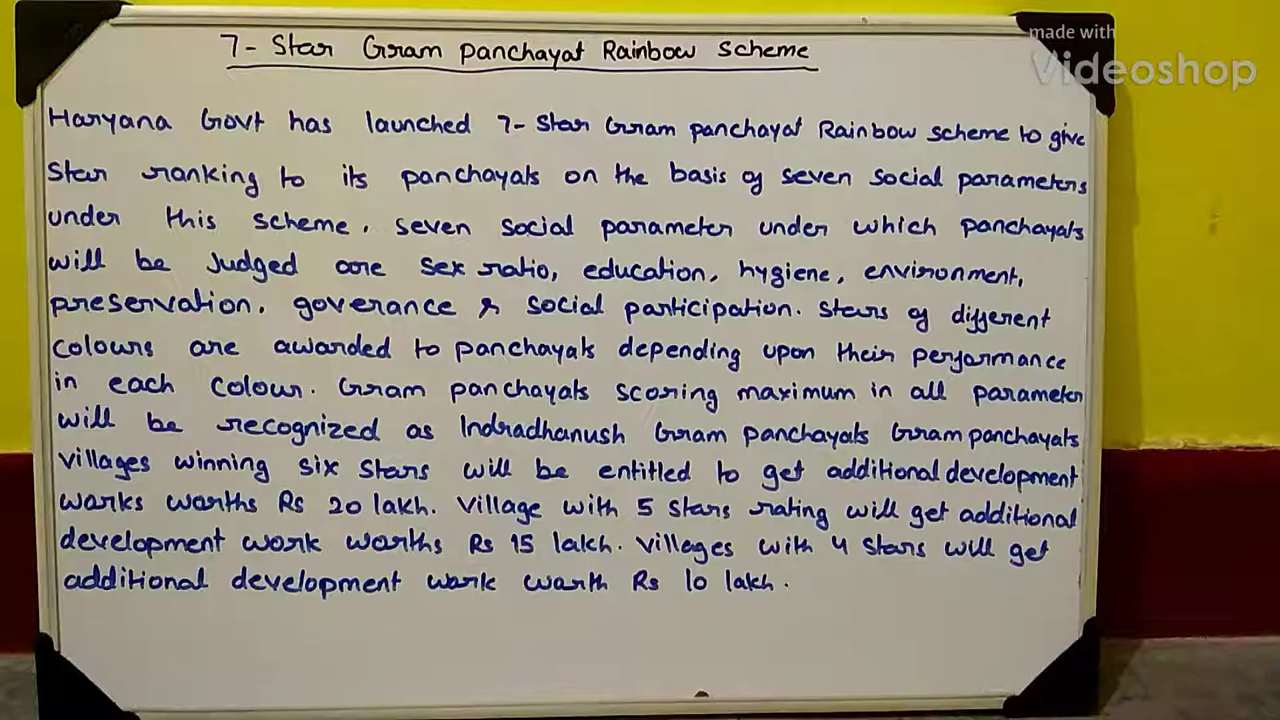 7- Star Gram panchayat Rainbow scheme
made with
Videoshop
Haryana Govt has launched 7- Star Gram panchayat Rainbow scheme to give
Star ranking to its panchayats on the basis of seven social parameters
under this scheme. seven social parameter under which panchayats
will be Judged are sex ratio, education, hygiene, environment,
preservation, goverance & social participation. Stars of different
colours are awarded to panchayats depending upon their performance
in each colour. Gram panchayats scoring maximum in all parameter
will be recognized as Indradhanush Gram panchayats Gram panchayats
villages winning six stars will be entitled to get additional development
works worths Rs 20 lakh. village with 5 stars rating will get additional
development work worths Rs 15 lakh. villages with 4 stars will get
additional development work worth Rs 10 lakh.